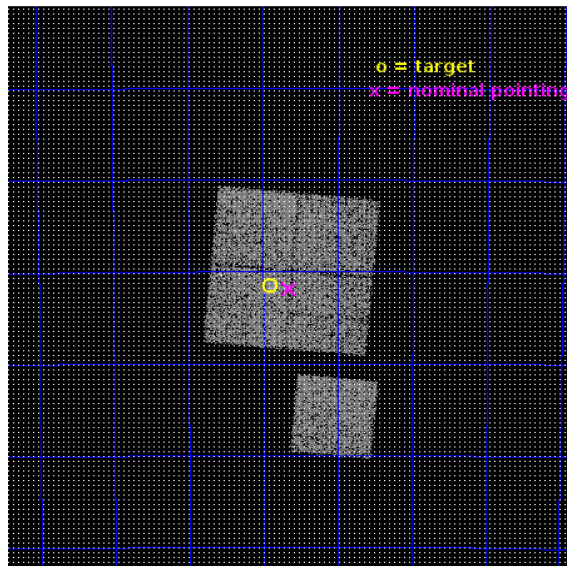 o = target
x = nominal pointing